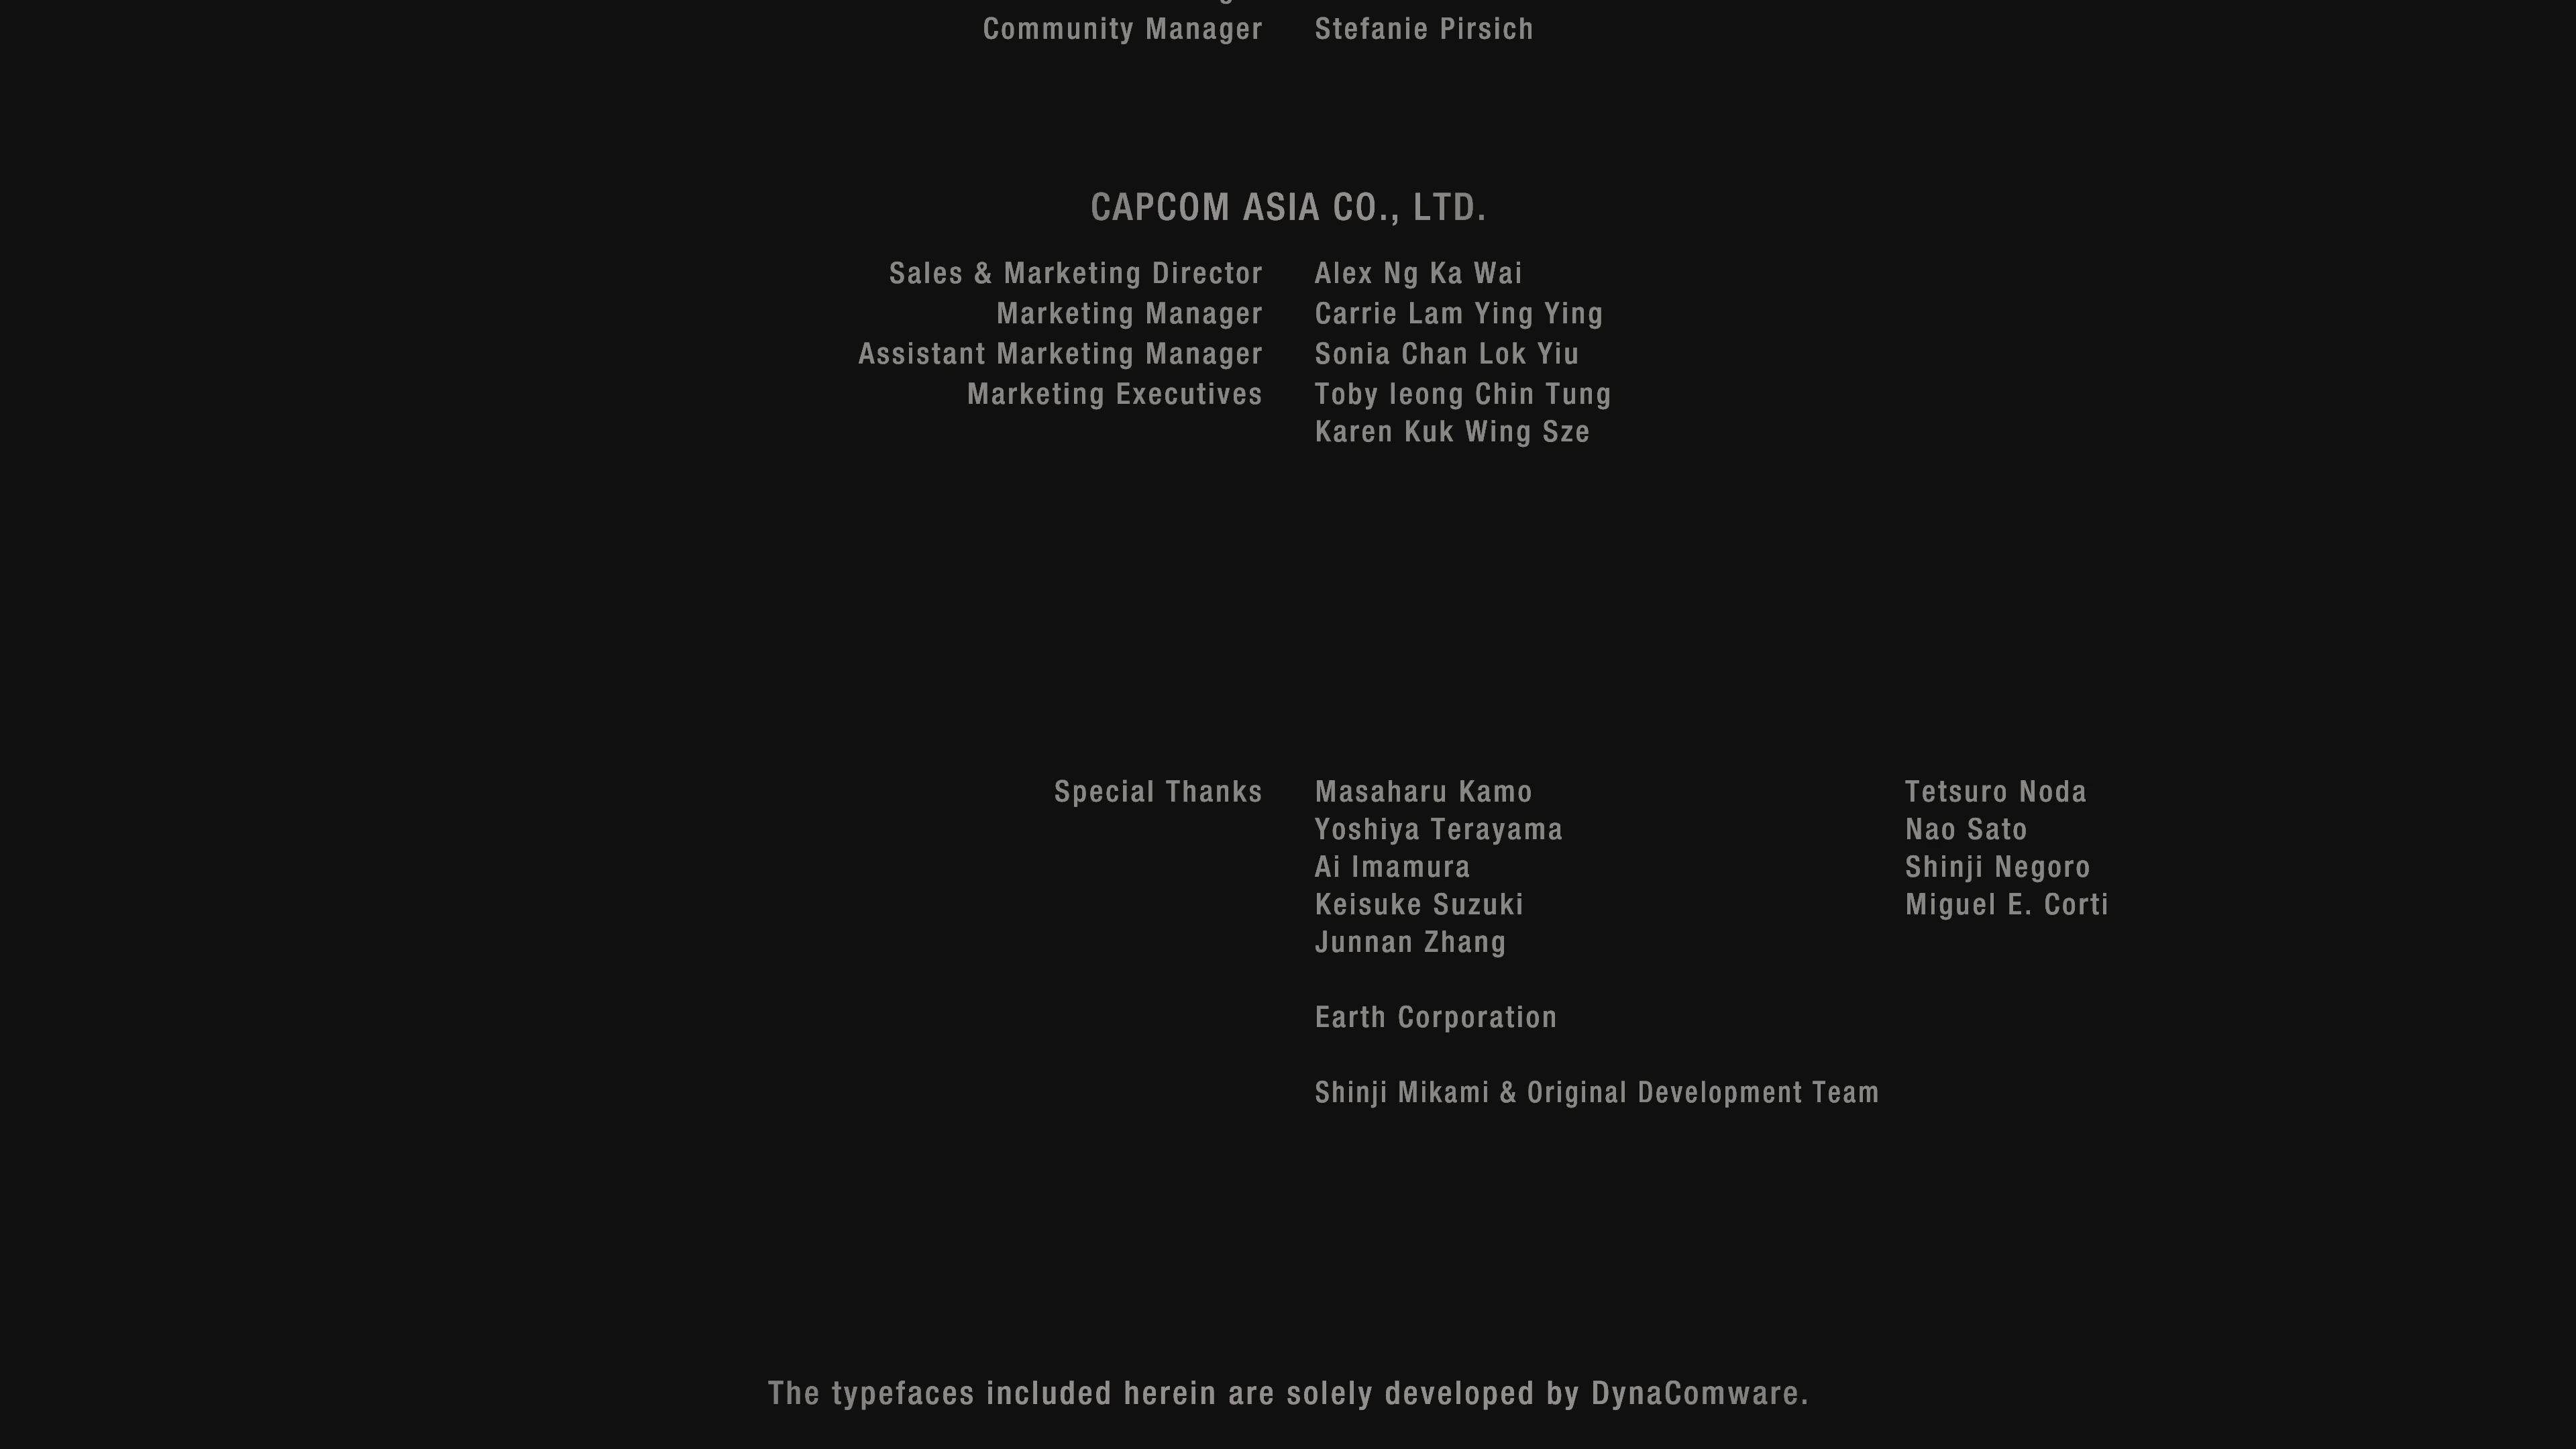 Community Manager Stefanie Pirsich
CAPCOM ASIA CO., LTD.
Sales & Marketing Director Alex Ng Ka Wai
Marketing Manager Carrie Lam Ying Ying
Assistant Marketing Manager Sonia Chan Lok Yiu
Marketing Executives Toby Ieong Chin Tung
Karen Kuk Wing Sze
Special Thanks Masaharu Kamo Tetsuro Noda
Yoshiya Terayama Nao Sato
Ai Imamura Shinji Negoro
Keisuke Suzuki Miguel E. Corti
Junnan Zhang
Earth Corporation
Shinji Mikami & Original Development Team
The typefaces included herein are solely developed by DynaComware.